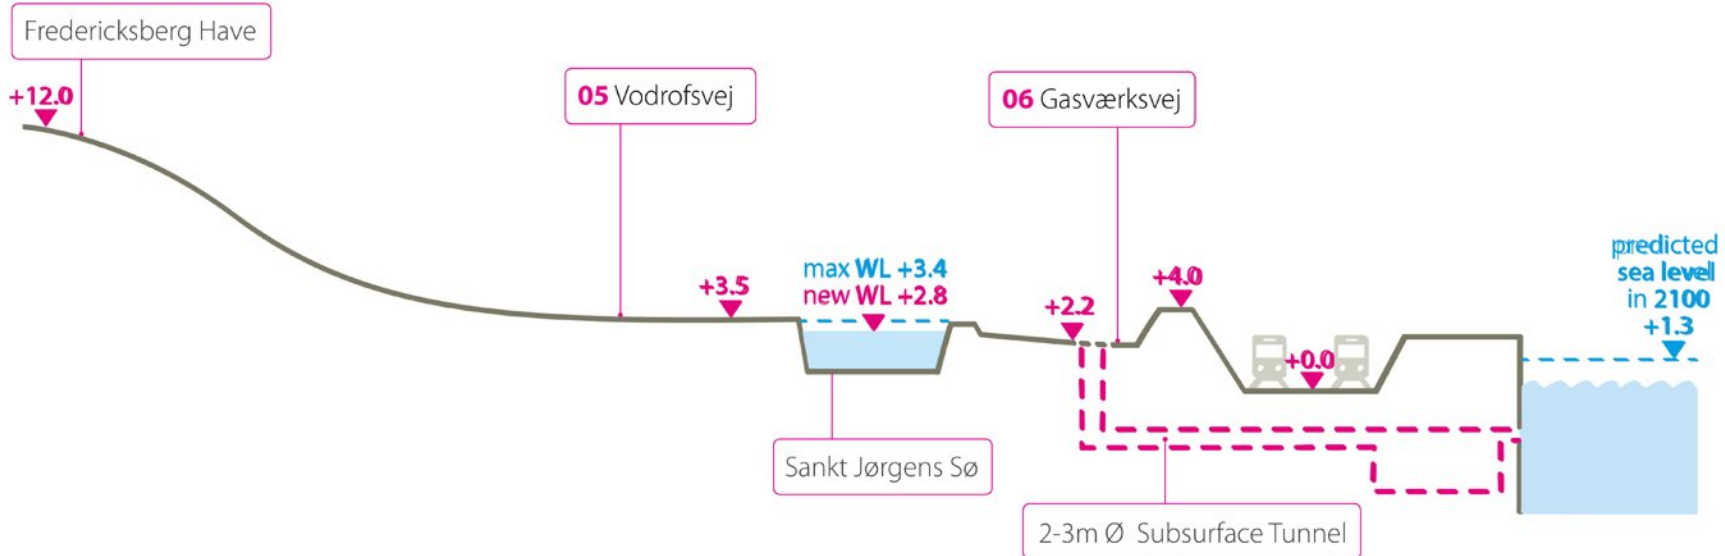 Fredericksberg Have
+12.0
05 Vodrofsvej
06 Gasværksvej
+3.5
max WL +3.4
new WL +2.8
+2.2
+4.0
+0.0
predicted
sea level
in 2100
+1.3
Sankt Jørgens Sø
2-3m Ø Subsurface Tunnel